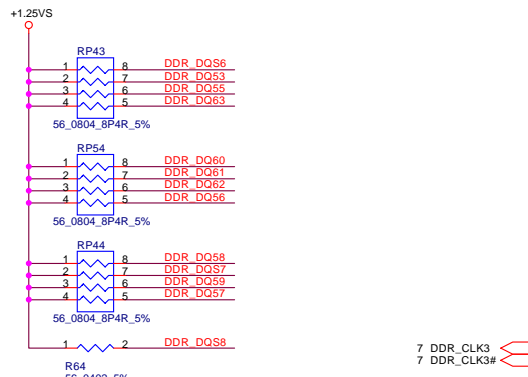 +1.25VS
RP43
1 8 DDR_DQS6
2 7 DDR_DQ53
3 6 DDR_DQ55
4 5 DDR_DQ63
56_0804_8P4R_5%
RP54
1 8 DDR_DQ60
2 7 DDR_DQ61
3 6 DDR_DQ62
4 5 DDR_DQ56
56_0804_8P4R_5%
RP44
1 8 DDR_DQ58
2 7 DDR_DQS7
3 6 DDR_DQ59
4 5 DDR_DQ57
56_0804_8P4R_5%
1 2 DDR_DQS8
R64
56_0402_5%
7 DDR_CLK3
7 DDR_CLK3#